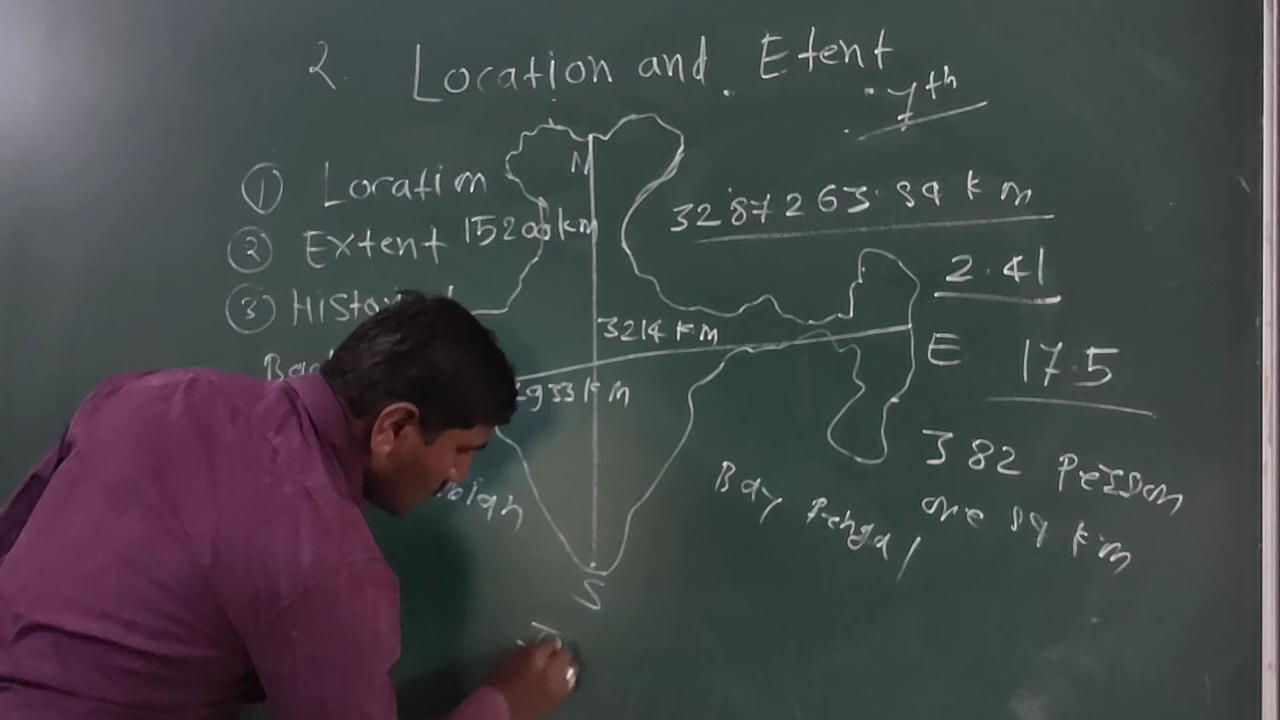 2. Location and Etent
7th
① Location
② Extent
③ Histo
N
15200 km
3287263 sq km
2.41
3214 km
E 17.5
2933 km
382 Person
one sq km
Bay Bengal
S